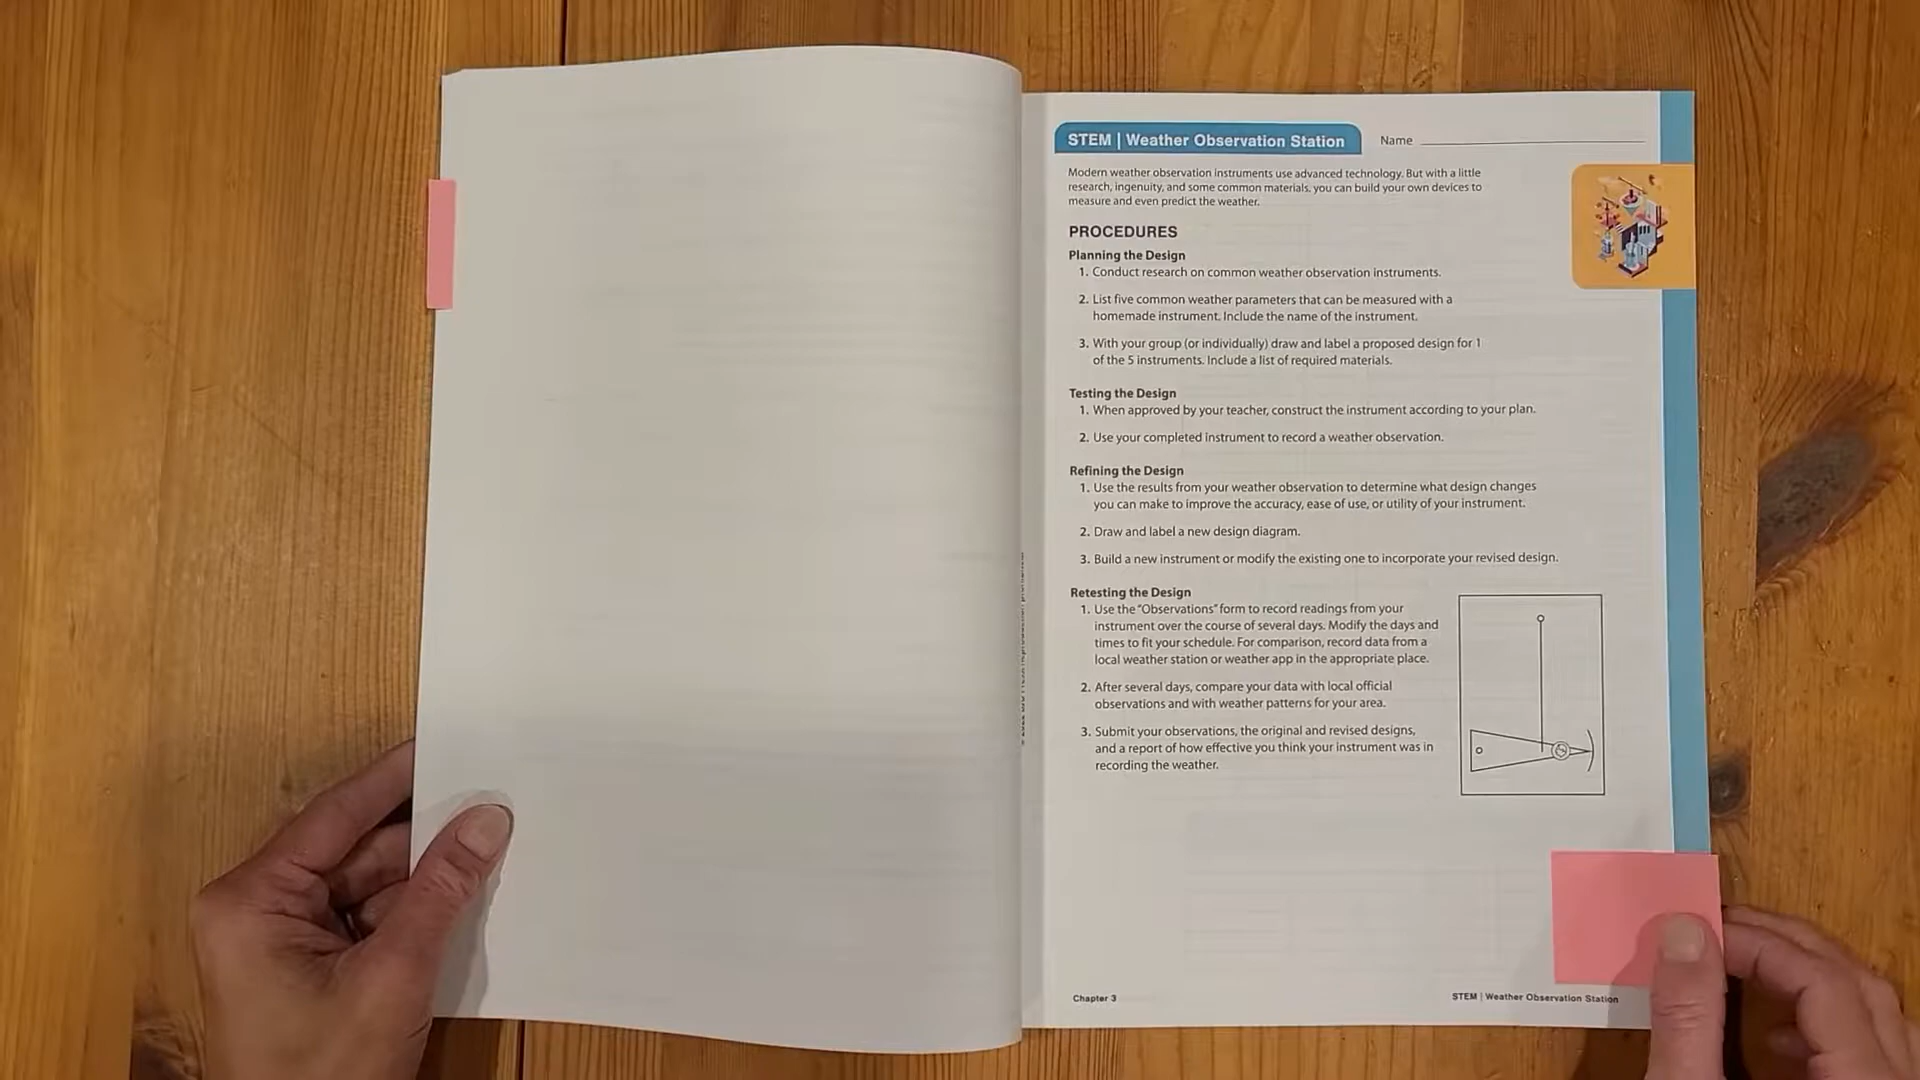 STEM | Weather Observation Station
Name
Modern weather observation instruments use advanced technology. But with a little
research, ingenuity, and some common materials, you can build your own devices to
measure and even predict the weather.
PROCEDURES
Planning the Design
1. Conduct research on common weather observation instruments.
2. List five common weather parameters that can be measured with a
homemade instrument. Include the name of the instrument.
3. With your group (or individually) draw and label a proposed design for 1
of the 5 instruments. Include a list of required materials.
Testing the Design
1. When approved by your teacher, construct the instrument according to your plan.
2. Use your completed instrument to record a weather observation.
Refining the Design
1. Use the results from your weather observation to determine what design changes
you can make to improve the accuracy, ease of use, or utility of your instrument.
2. Draw and label a new design diagram.
3. Build a new instrument or modify the existing one to incorporate your revised design.
Retesting the Design
1. Use the "Observations" form to record readings from your
instrument over the course of several days. Modify the days and
times to fit your schedule. For comparison, record data from a
local weather station or weather app in the appropriate place.
2. After several days, compare your data with local official
observations and with weather patterns for your area.
3. Submit your observations, the original and revised designs,
and a report of how effective you think your instrument was in
recording the weather.
Chapter 3
STEM | Weather Observation Station